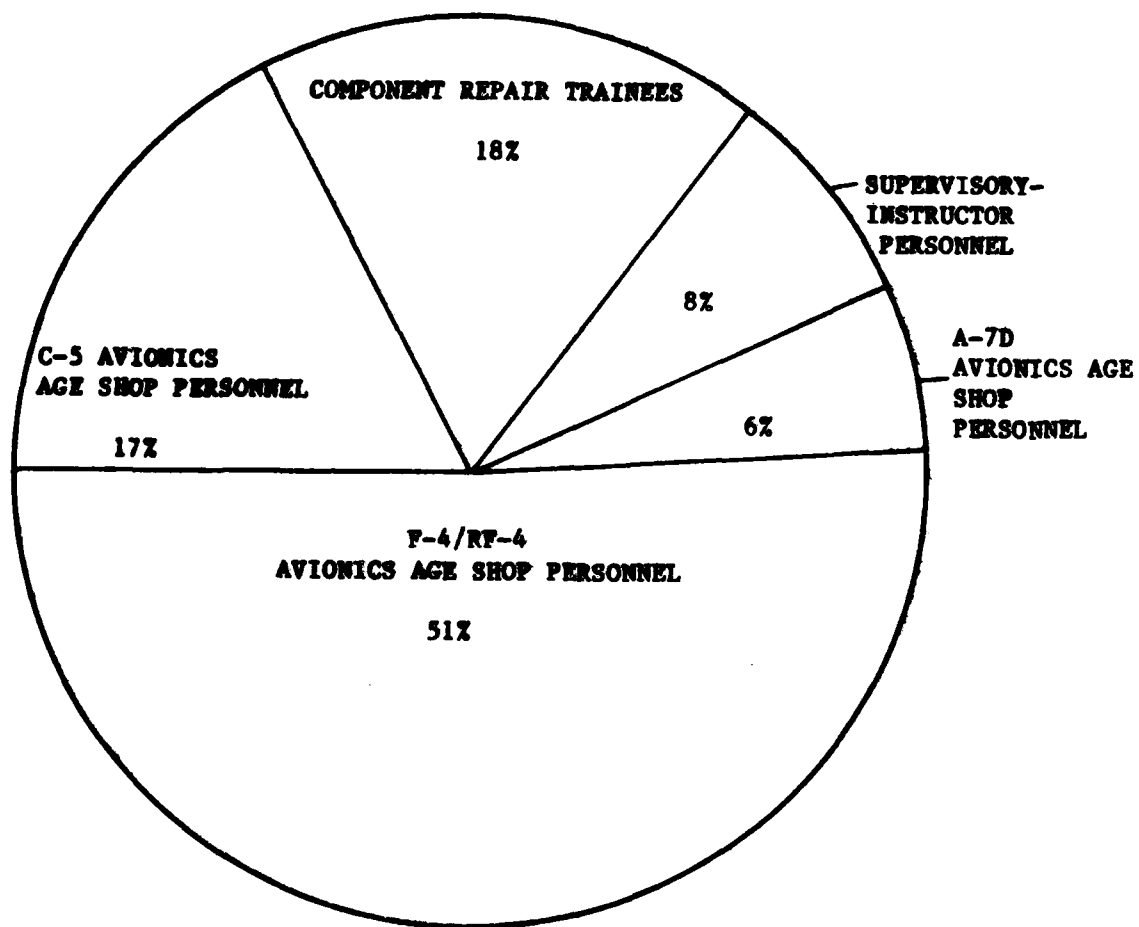 COMPONENT REPAIR TRAINEES
18%
SUPERVISORY-
INSTRUCTOR
PERSONNEL
8%
A-7D
AVIONICS AGE
SHOP
PERSONNEL
6%
C-5 AVIONICS
AGE SHOP PERSONNEL
17%
F-4/RF-4
AVIONICS AGE SHOP PERSONNEL
51%